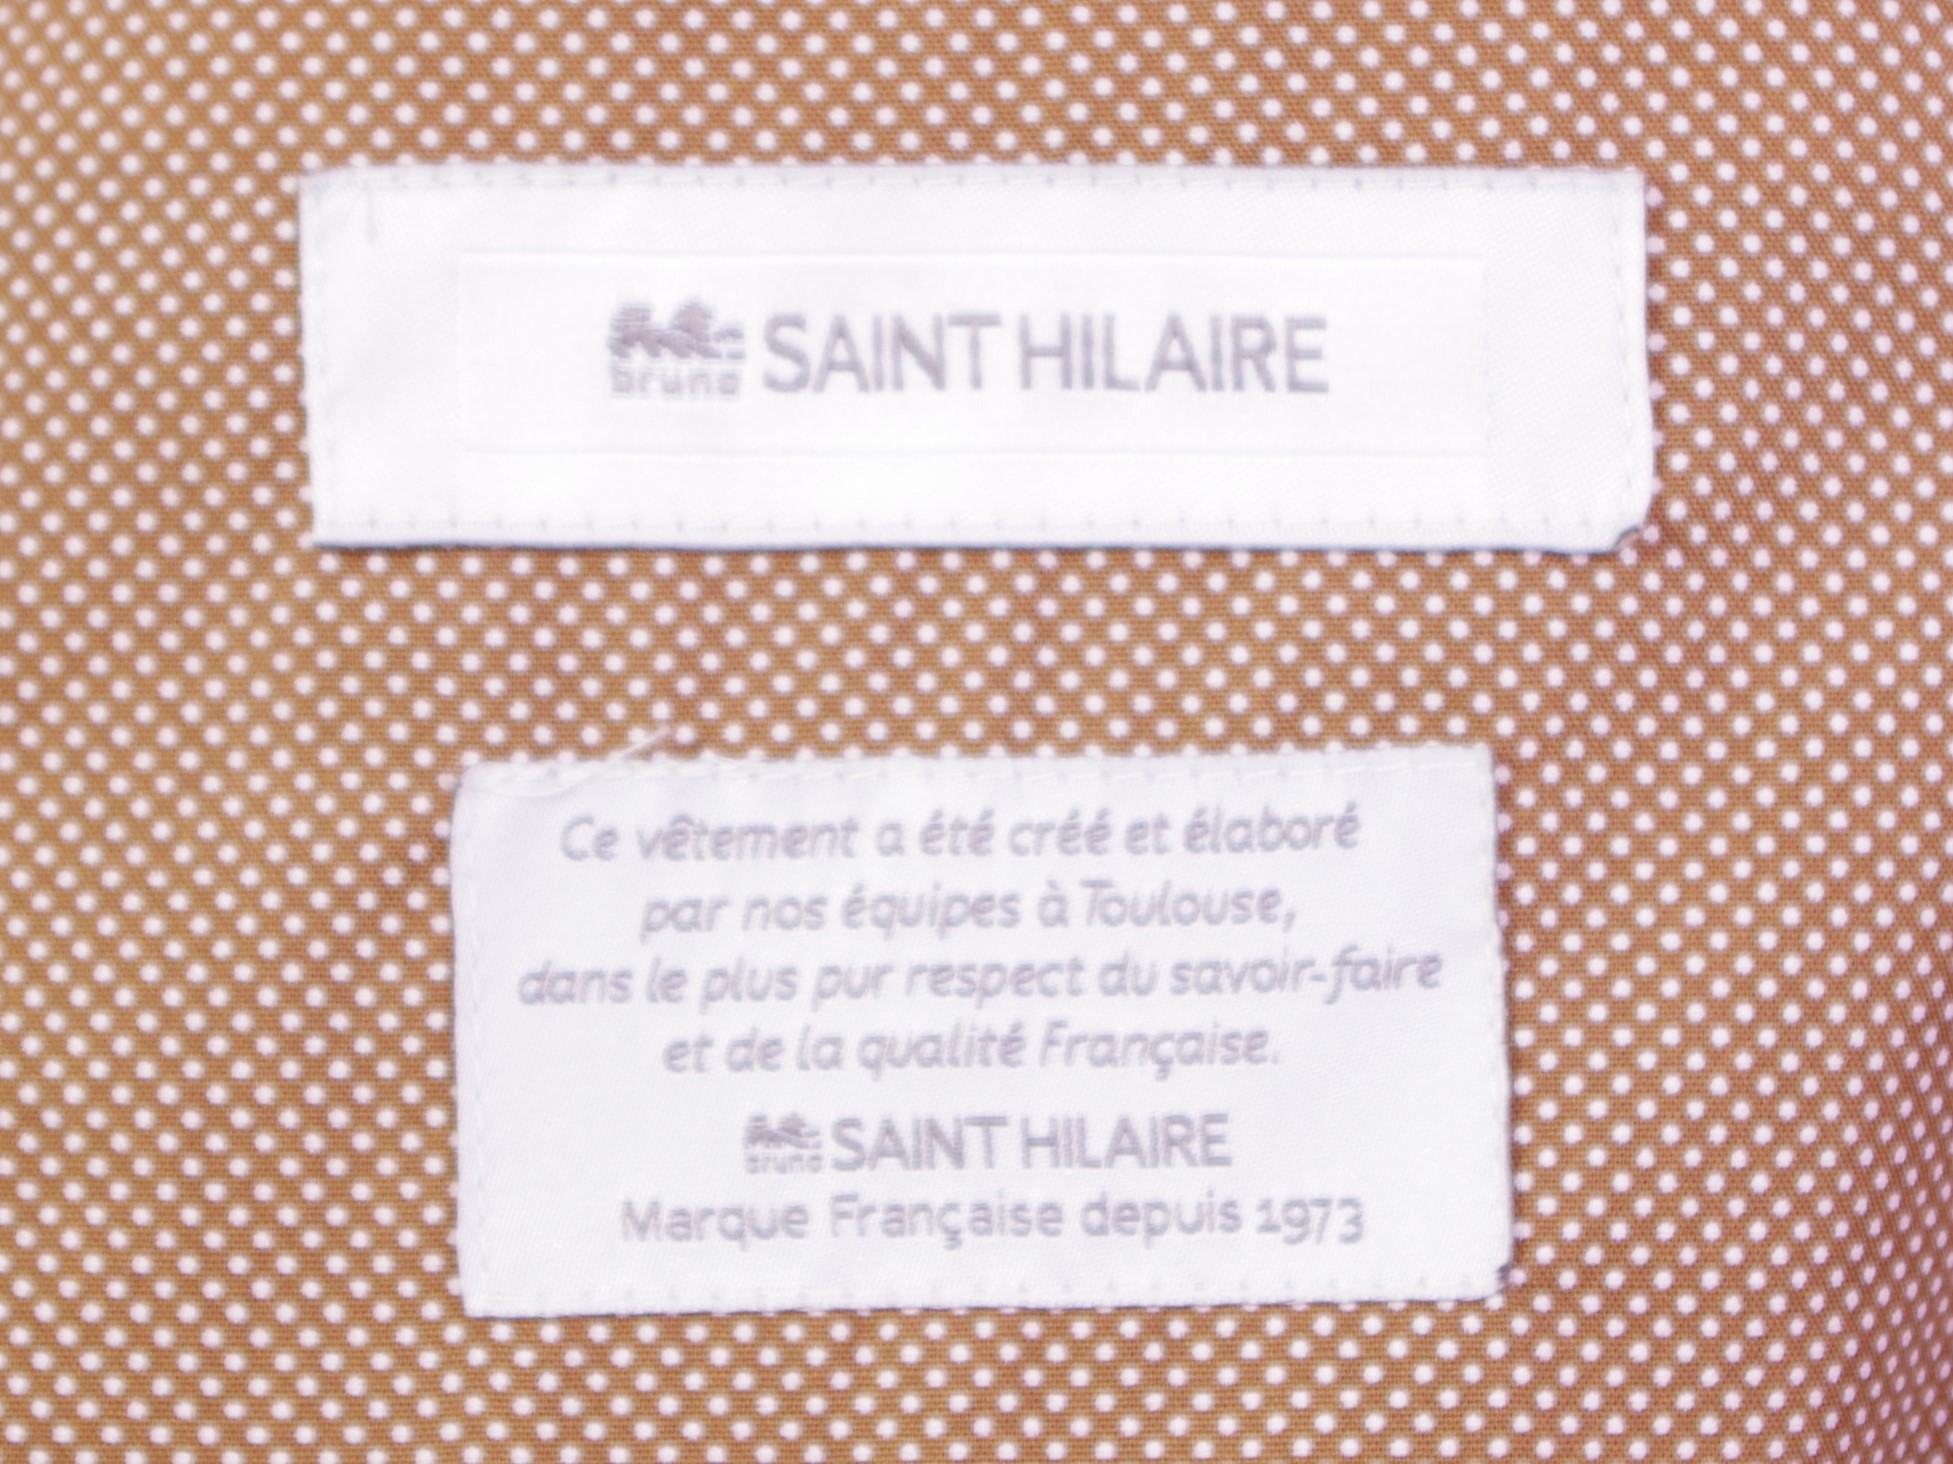 bruno SAINT HILAIRE
Ce vêtement a été créé et élaboré
par nos équipes à Toulouse,
dans le plus pur respect du savoir-faire
et de la qualité Française.
bruno SAINT HILAIRE
Marque Française depuis 1973